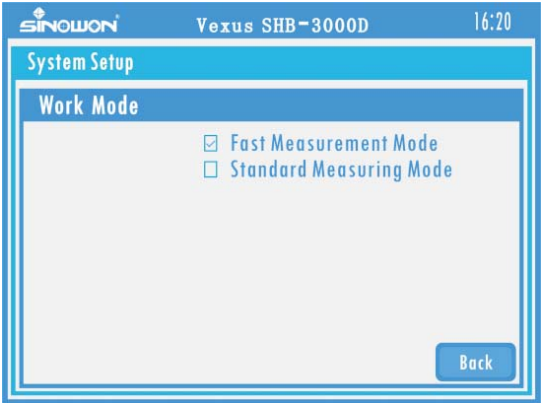 SINOWON Vexus SHB-3000D 16:20
System Setup
Work Mode
Fast Measurement Mode
Standard Measuring Mode
Back